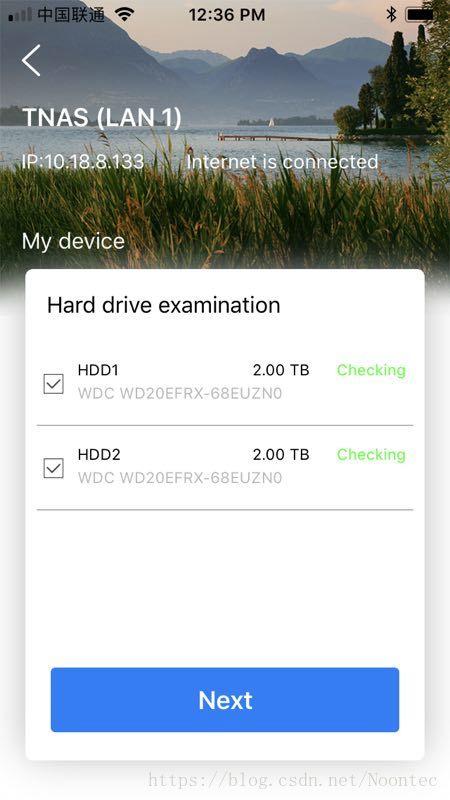 中国联通 12:36 PM
TNAS (LAN 1)
IP:10.18.8.133 Internet is connected
My device
Hard drive examination
HDD1 2.00 TB Checking
WDC WD20EFRX-68EUZN0
HDD2 2.00 TB Checking
WDC WD20EFRX-68EUZN0
Next
https://blog.csdn.net/Noontec